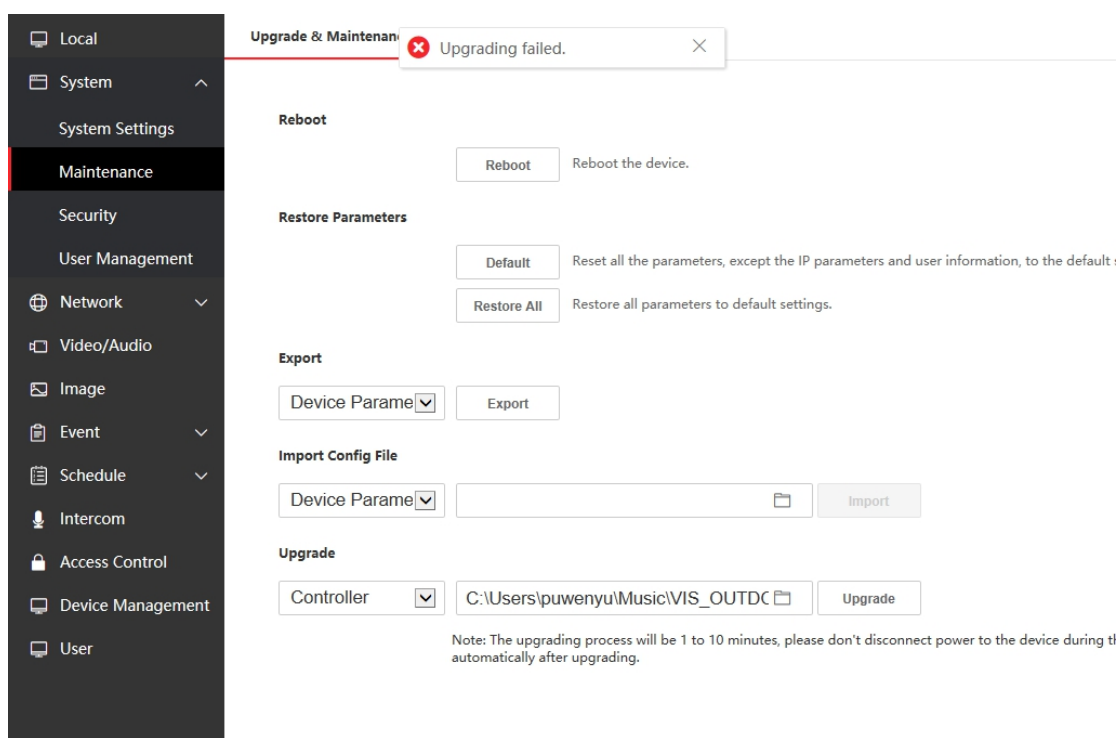 Local
System
System Settings
Maintenance
Security
User Management
Network
Video/Audio
Image
Event
Schedule
Intercom
Access Control
Device Management
User
Upgrade & Maintenan
Upgrading failed.
Reboot
Reboot Reboot the device.
Restore Parameters
Default Reset all the parameters, except the IP parameters and user information, to the default
Restore All Restore all parameters to default settings.
Export
Device Parame Export
Import Config File
Device Parame Import
Upgrade
Controller C:\Users\puwenyu\Music\VIS_OUTDC Upgrade
Note: The upgrading process will be 1 to 10 minutes, please don't disconnect power to the device during
automatically after upgrading.